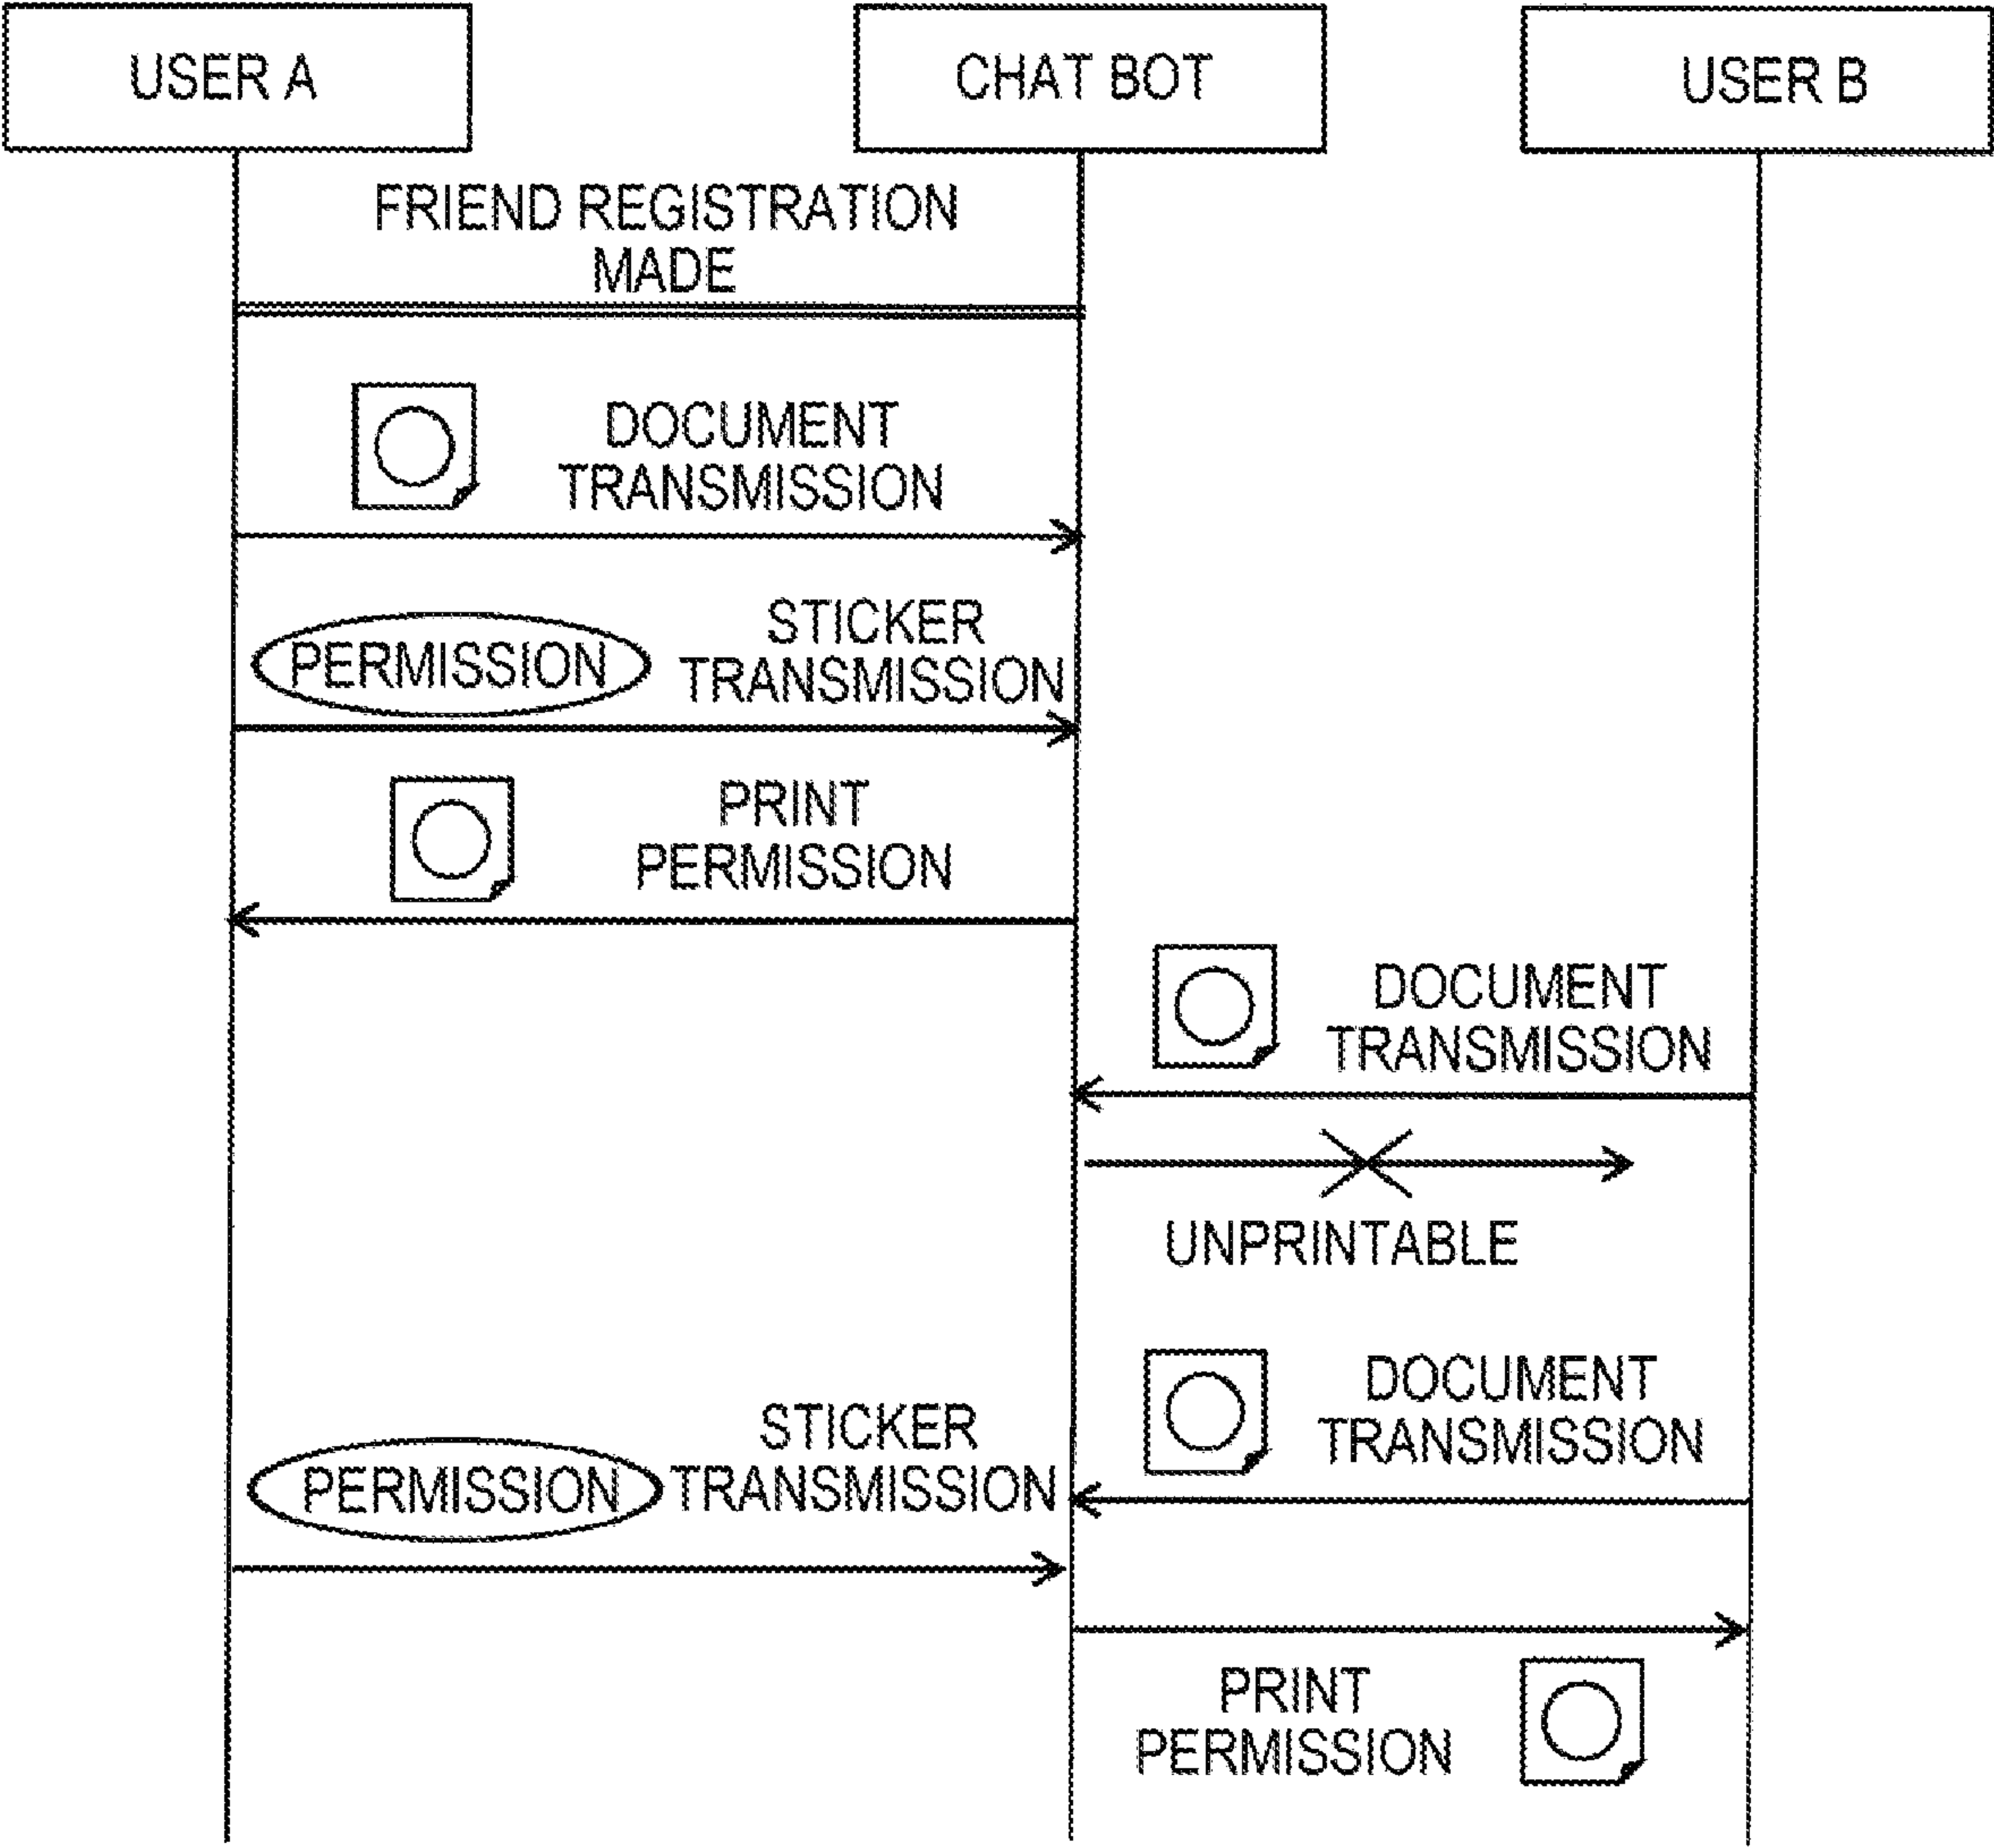 USER A
CHAT BOT
USER B
FRIEND REGISTRATION
MADE
DOCUMENT
TRANSMISSION
STICKER
PERMISSION
TRANSMISSION
PRINT
PERMISSION
DOCUMENT
TRANSMISSION
UNPRINTABLE
DOCUMENT
TRANSMISSION
STICKER
PERMISSION
TRANSMISSION
PRINT
PERMISSION